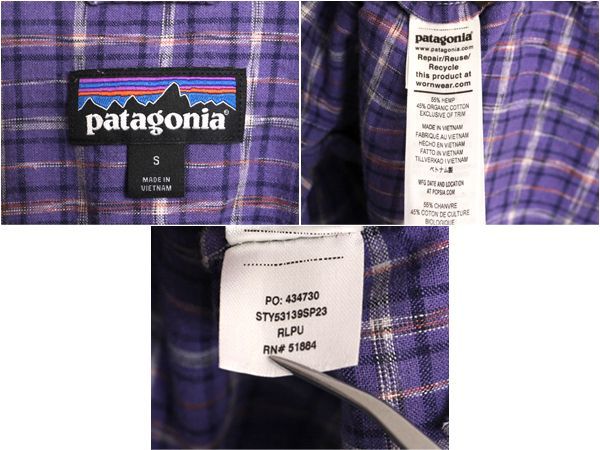 patagonia®
S
MADE IN
VIETNAM
patagonia®
www.patagonia.com
Repair/Reuse/
Recycle
this product at
wornwear.com
55% HEMP
45% ORGANIC COTTON
EXCLUSIVE OF TRIM
MADE IN VIETNAM
FABRIQUÉ AU VIETNAM
HECHO EN VIETNAM
FATTO IN VIETNAM
TILLVERKAD I VIETNAM
ベトナム製
MFG DATE AND LOCATION
AT PCPSIA.COM
55% CHANVRE
45% COTON DE CULTURE
BIOLOGIQUE
PO: 434730
STY53139SP23
RLPU
RN# 51884